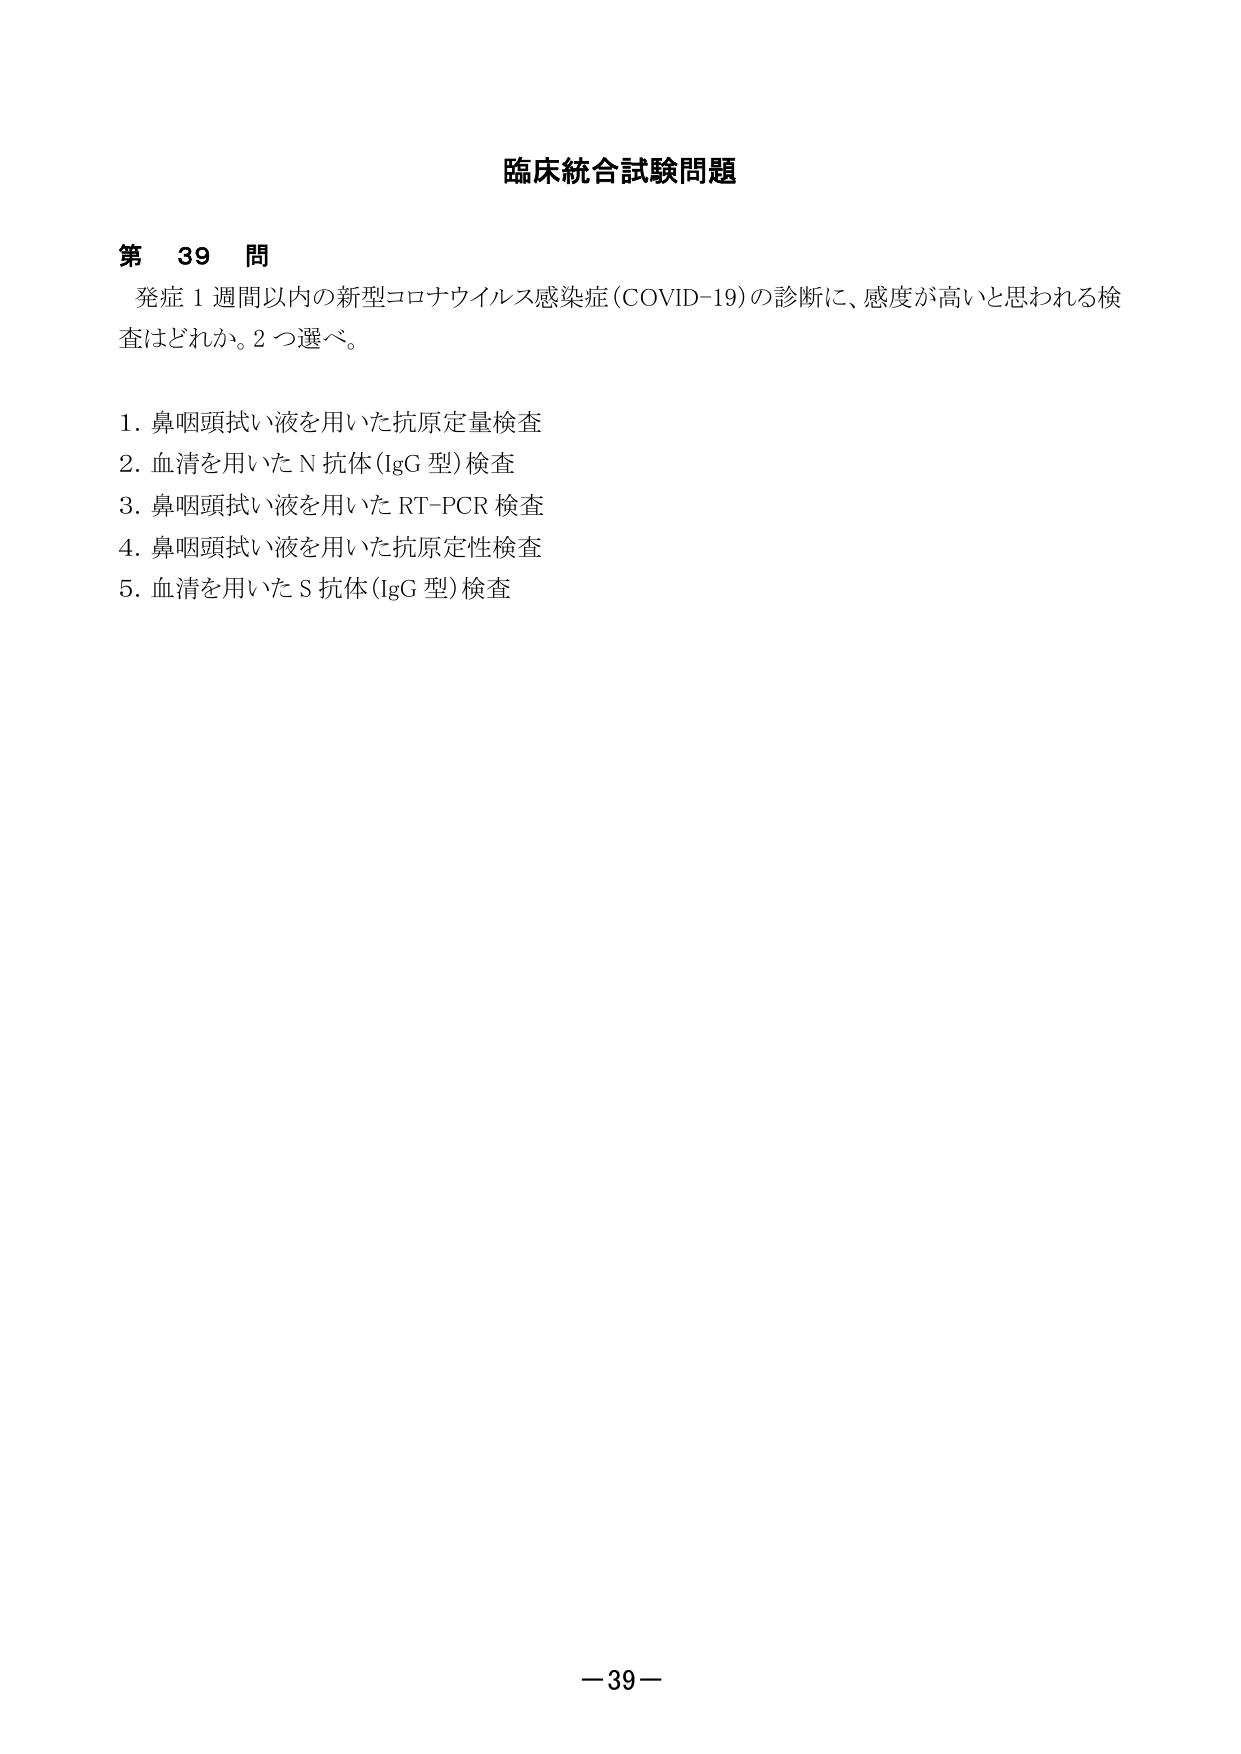 臨床統合試験問題
第 39 問
発症 1 週間以内の新型コロナウイルス感染症(COVID-19)の診断に、感度が高いと思われる検
査はどれか。2 つ選べ。
1. 鼻咽頭拭い液を用いた抗原定量検査
2. 血清を用いた N 抗体(IgG 型)検査
3. 鼻咽頭拭い液を用いた RT-PCR 検査
4. 鼻咽頭拭い液を用いた抗原定性検査
5. 血清を用いた S 抗体(IgG 型)検査
—39—